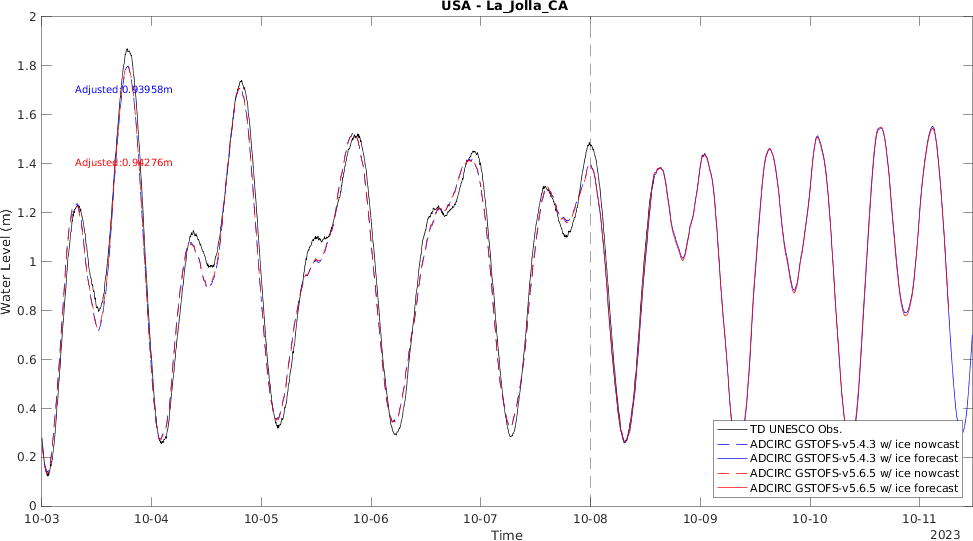 USA - La_Jolla_CA
2
1.8
1.6
1.4
1.2
1
0.8
0.6
0.4
0.2
0
Water Level (m)
Adjusted:0.93958m
Adjusted:0.94276m
TD UNESCO Obs.
ADCIRC GSTOFS-v5.4.3 w/ ice nowcast
ADCIRC GSTOFS-v5.4.3 w/ ice forecast
ADCIRC GSTOFS-v5.6.5 w/ ice nowcast
ADCIRC GSTOFS-v5.6.5 w/ ice forecast
10-03 10-04 10-05 10-06 10-07 10-08 10-09 10-10 10-11
Time
2023